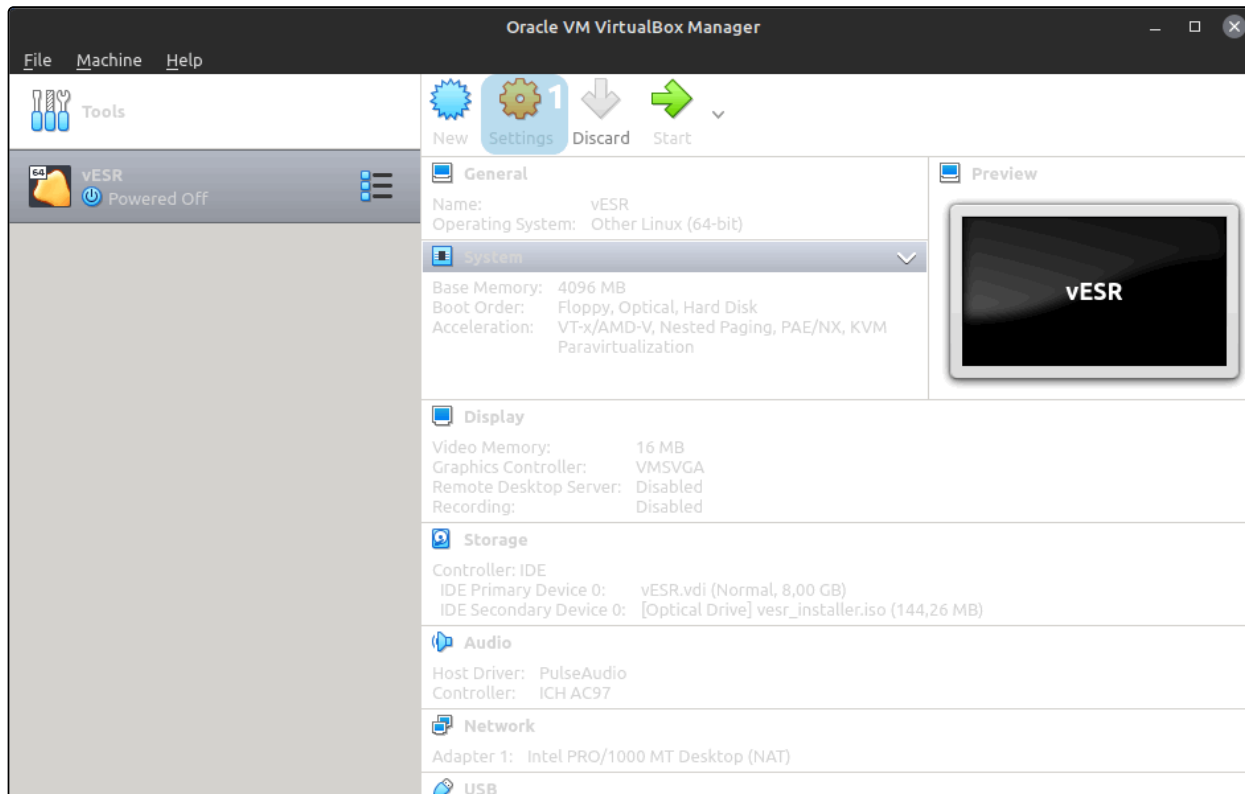 Oracle VM VirtualBox Manager
File Machine Help
Tools
64
vESR
Powered Off
1
New Settings Discard Start
General
Name: vESR
Operating System: Other Linux (64-bit)
System
Base Memory: 4096 MB
Boot Order: Floppy, Optical, Hard Disk
Acceleration: VT-x/AMD-V, Nested Paging, PAE/NX, KVM
Paravirtualization
Preview
vESR
Display
Video Memory: 16 MB
Graphics Controller: VMSVGA
Remote Desktop Server: Disabled
Recording: Disabled
Storage
Controller: IDE
IDE Primary Device 0: vESR.vdi (Normal, 8,00 GB)
IDE Secondary Device 0: [Optical Drive] vesr_installer.iso (144,26 MB)
Audio
Host Driver: PulseAudio
Controller: ICH AC97
Network
Adapter 1: Intel PRO/1000 MT Desktop (NAT)
USB